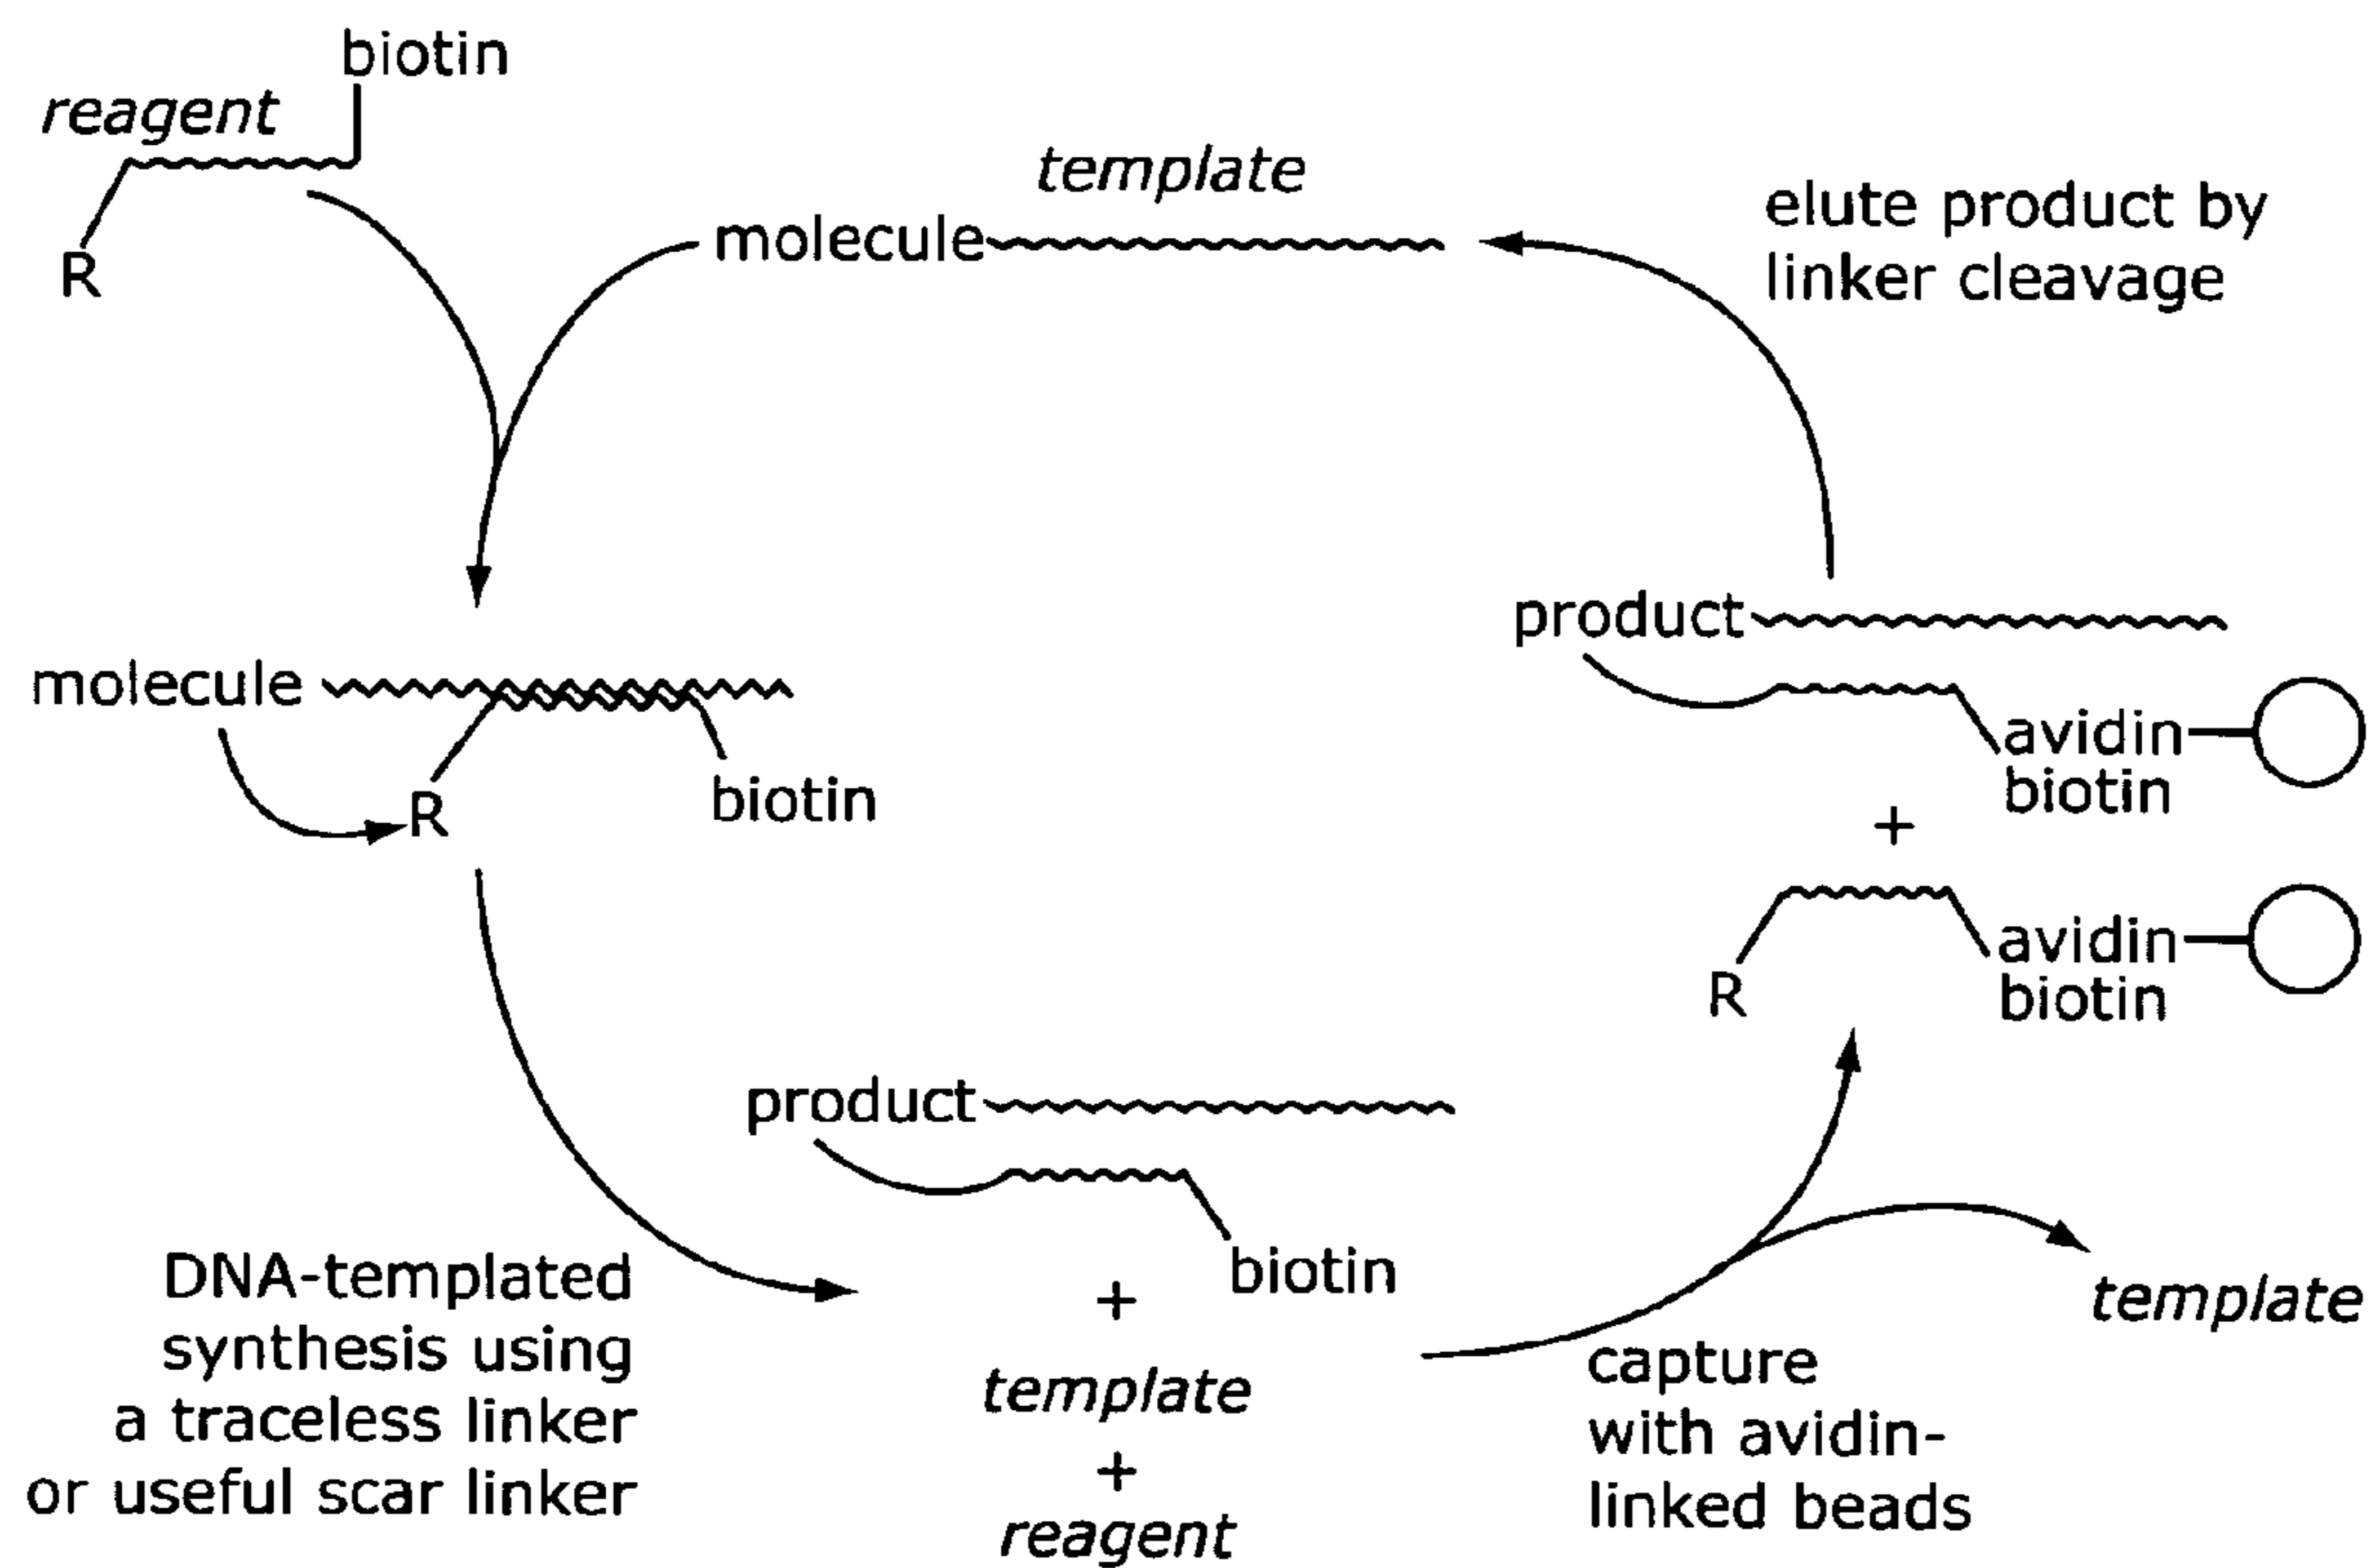 biotin
reagent
R
template
molecule
elute product by
linker cleavage
molecule
R
biotin
product
avidin
biotin
+
R
avidin
biotin
DNA-templated
synthesis using
a traceless linker
or useful scar linker
product
biotin
+
template
+
reagent
capture
with avidin-
linked beads
template